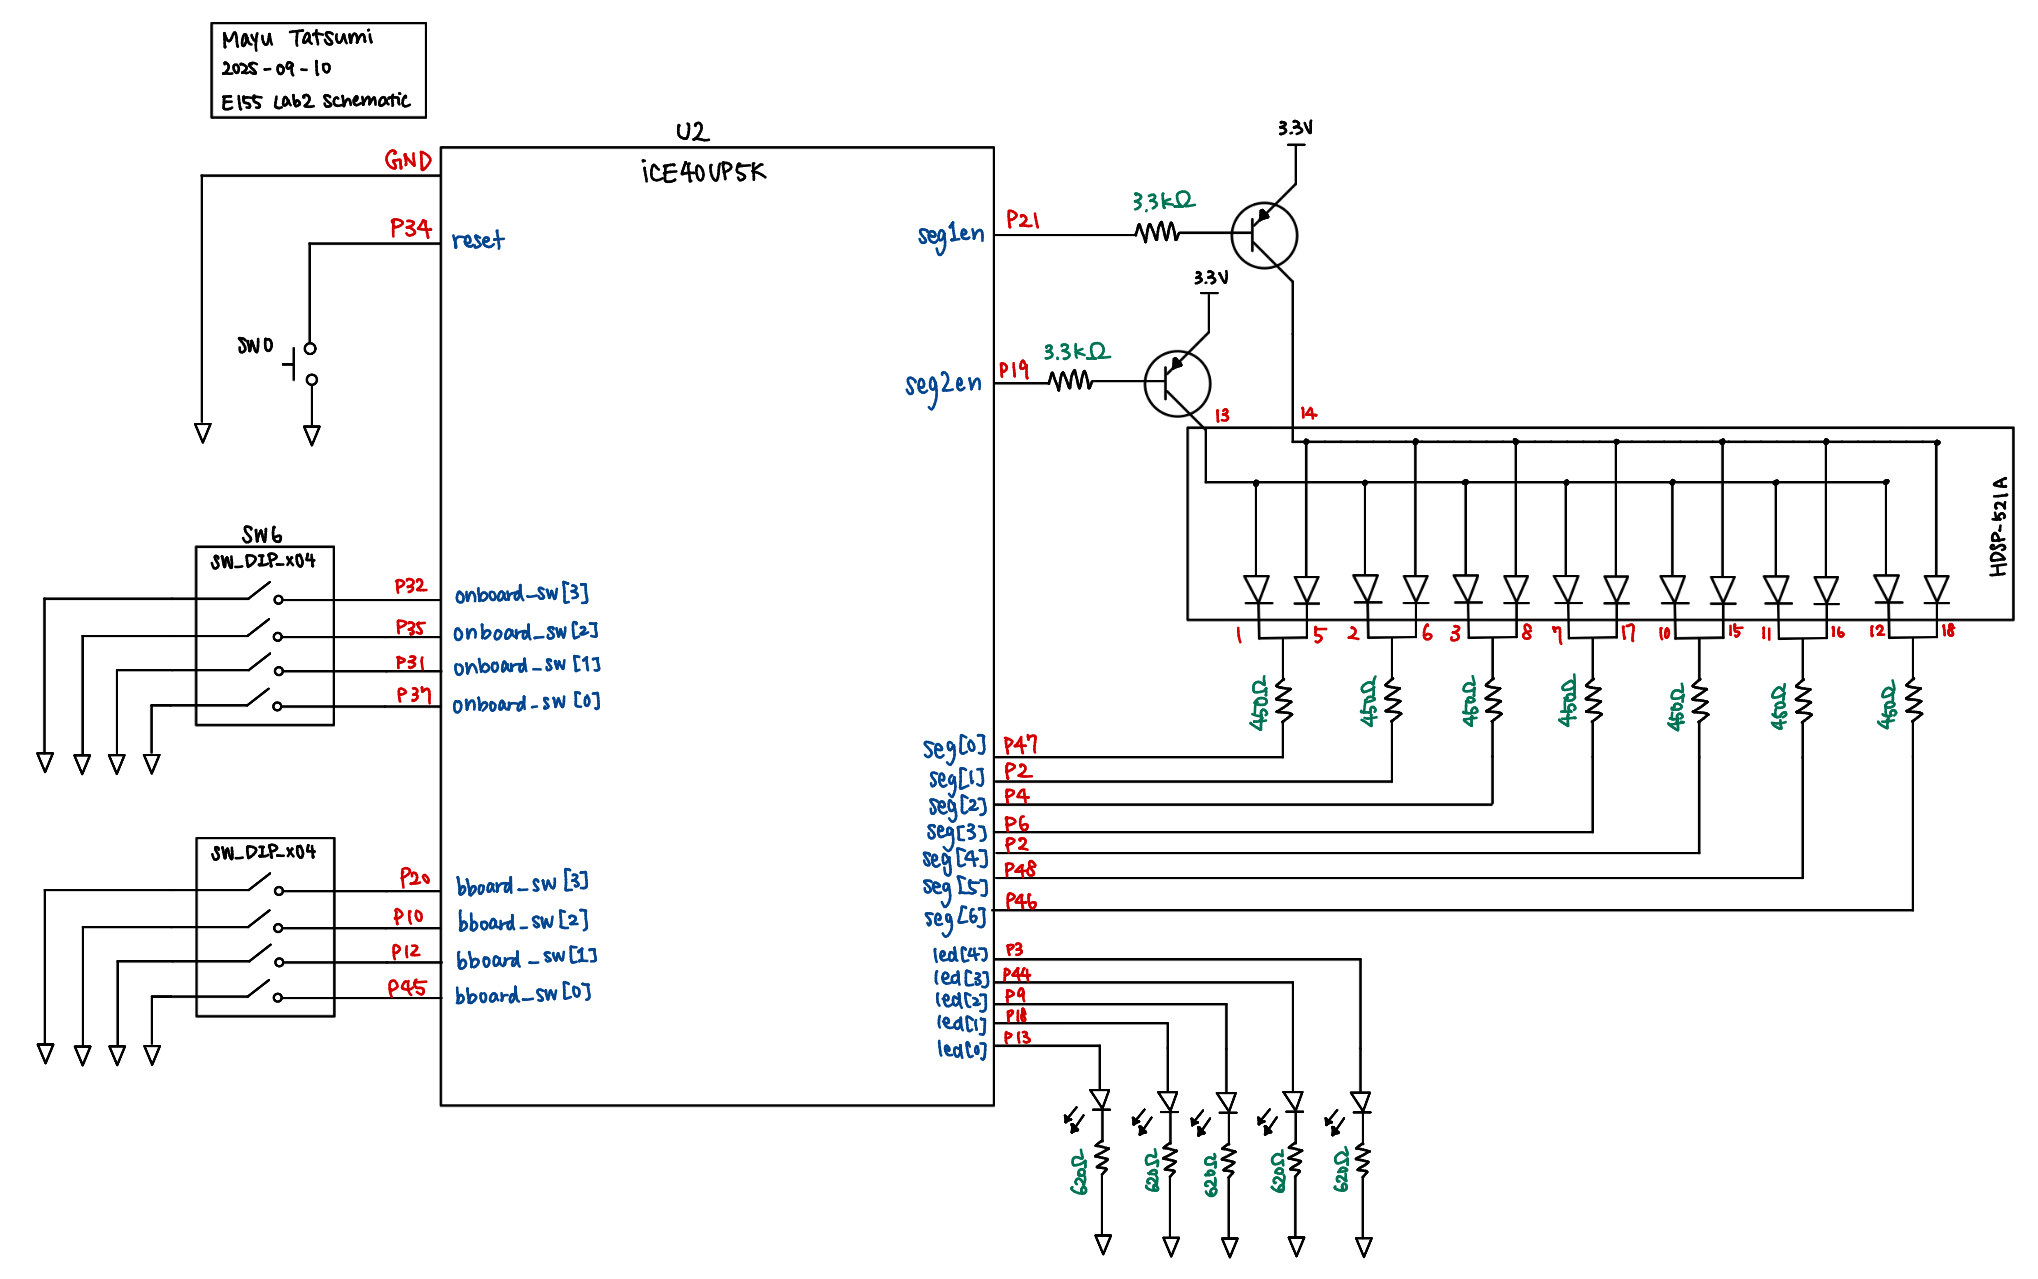 Mayu Tatsumi
2025-09-10
E155 Lab2 Schematic
U2
iCE40UP5K
GND
P34
reset
SW0
SW6
SW_DIP_x04
P32
onboard_sw[3]
P35
onboard_sw[2]
P31
onboard_sw[1]
P37
onboard_sw[0]
SW_DIP_x04
P20
bboard_sw[3]
P10
bboard_sw[2]
P12
bboard_sw[1]
P45
bboard_sw[0]
seg1en
P21
3.3kΩ
3.3V
seg2en
P19
3.3kΩ
3.3V
13
14
HDSP-521A
1
5
2
6
3
8
7
17
10
15
11
16
12
18
450Ω
450Ω
450Ω
450Ω
450Ω
450Ω
450Ω
seg[0]
P47
seg[1]
P2
seg[2]
P4
seg[3]
P6
seg[4]
P2
seg[5]
P48
seg[6]
P46
led[4]
P3
led[3]
P44
led[2]
P9
led[1]
P18
led[0]
P13
620Ω
620Ω
620Ω
620Ω
620Ω